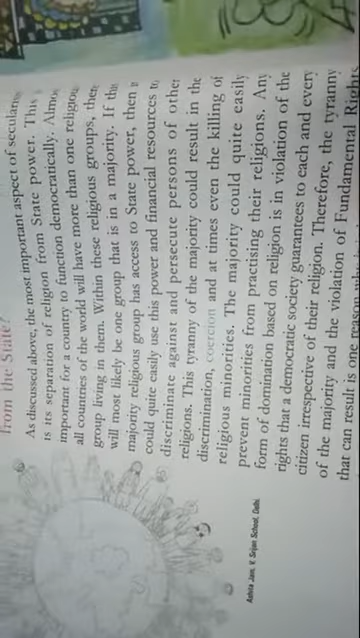 from the State?
As discussed above, the most important aspect of secularism
is its separation of religion from State power. This
important for a country to function democratically. Almost
all countries of the world will have more than one religious
group living in them. Within these religious groups, there
will most likely be one group that is in a majority. If this
majority religious group has access to State power, then it
could quite easily use this power and financial resources to
discriminate against and persecute persons of other
religions. This tyranny of the majority could result in the
discrimination, coercion and at times even the killing of
religious minorities. The majority could quite easily
prevent minorities from practising their religions. Any
form of domination based on religion is in violation of the
rights that a democratic society guarantees to each and every
citizen irrespective of their religion. Therefore, the tyranny
of the majority and the violation of Fundamental Rights
that can result is one reason
Ashita Jain, V, Srijan School, Delhi.